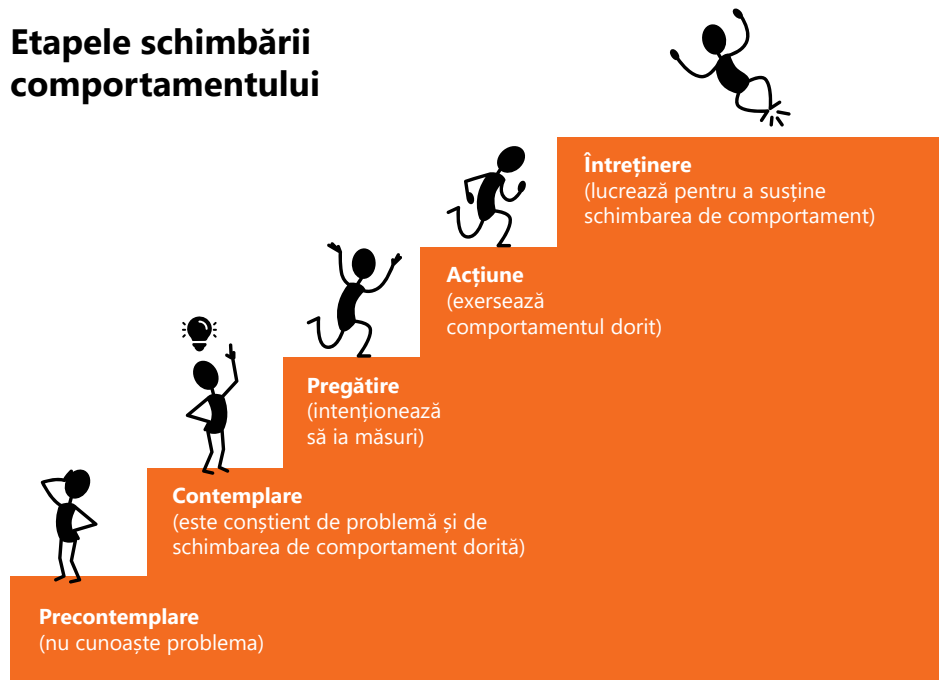 Etapele schimbării
comportamentului
Întreținere
(lucrează pentru a susține
schimbarea de comportament)
Acțiune
(exersează
comportamentul dorit)
Pregătire
(intenționează
să ia măsuri)
Contemplare
(este conștient de problemă și de
schimbarea de comportament dorită)
Precontemplare
(nu cunoaște problema)